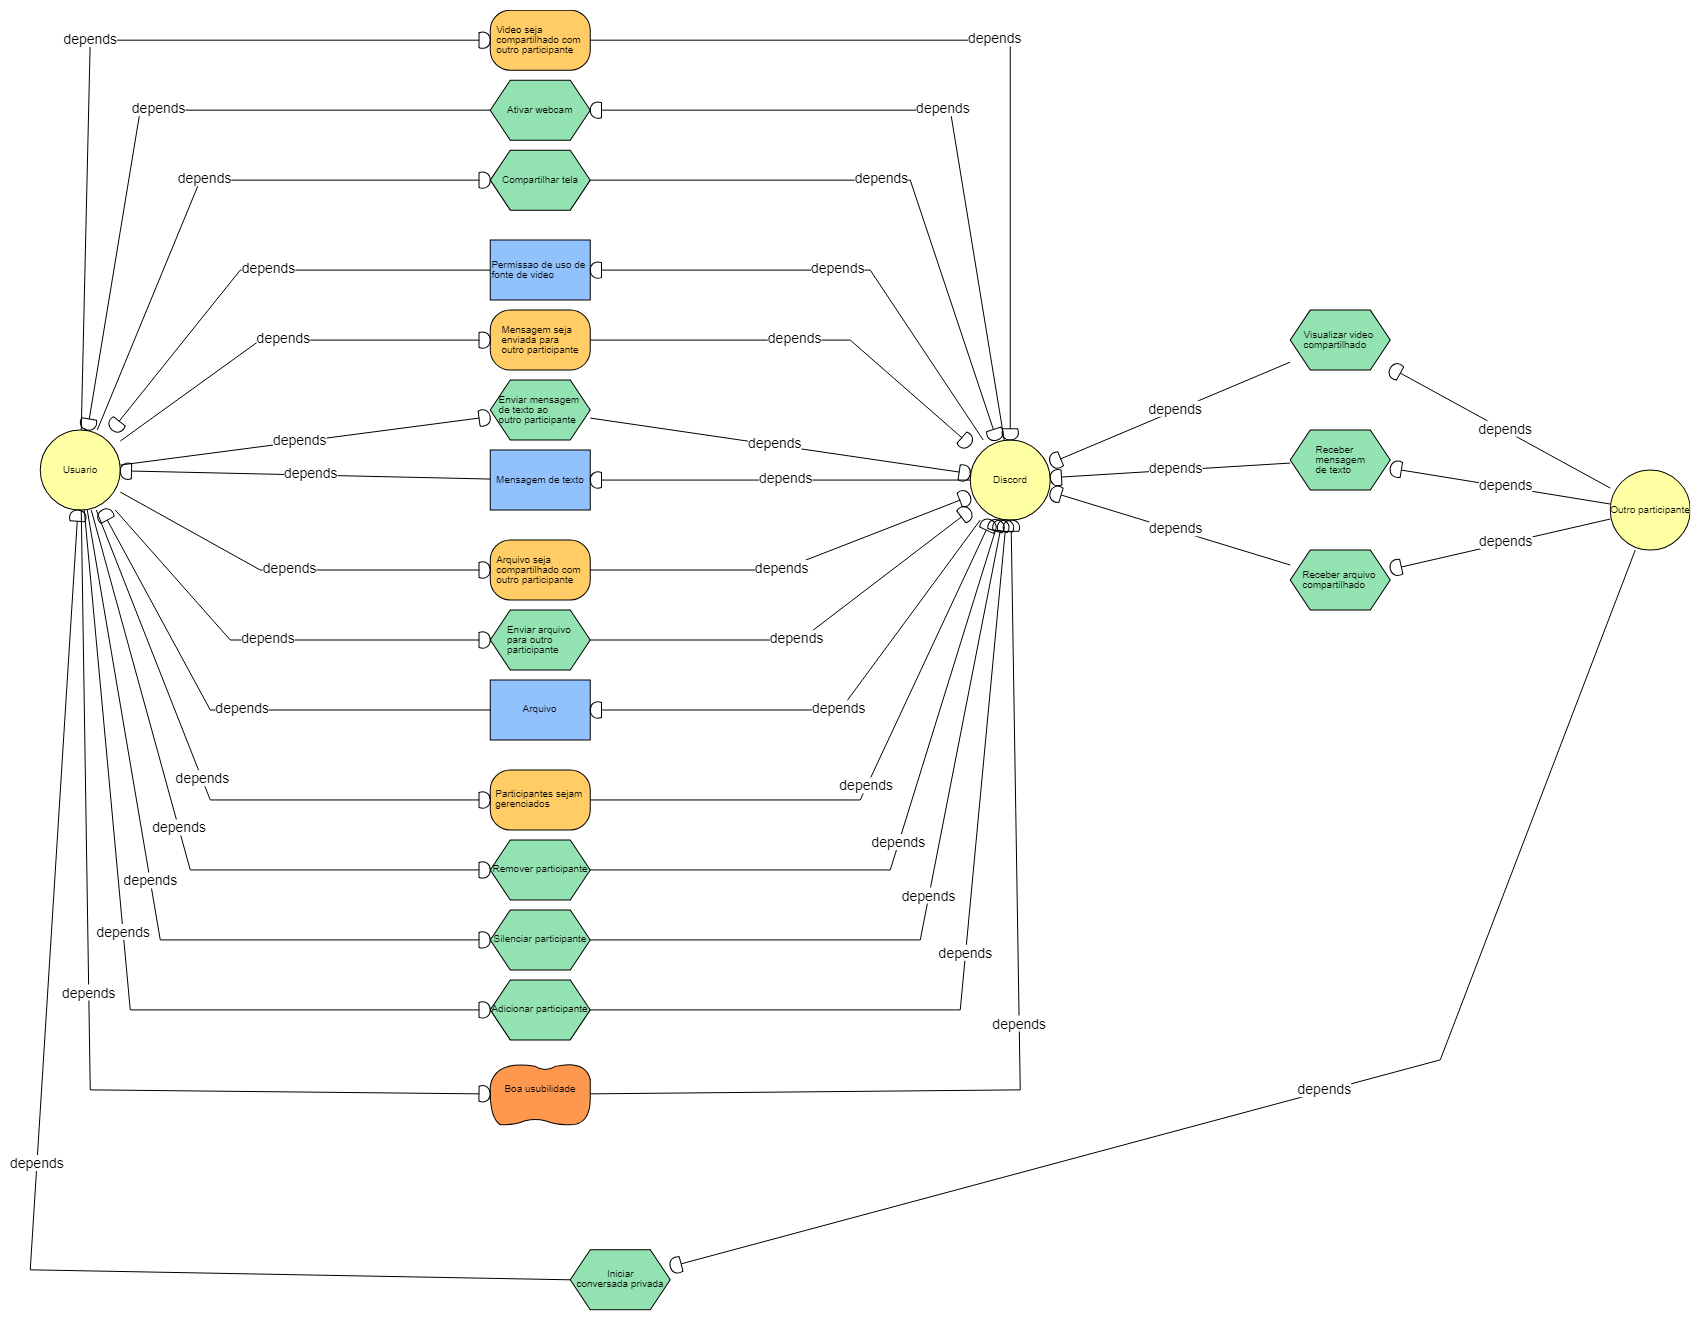 Video seja
compartilhado com
outro participante
depends
depends
Ativar webcam
depends
depends
Compartilhar tela
depends
depends
Permissao de uso de
fonte de video
depends
depends
Mensagem seja
enviada para
outro participante
depends
depends
Enviar mensagem
de texto ao
outro participante
depends
depends
Mensagem de texto
depends
depends
Usuario
Discord
Arquivo seja
compartilhado com
outro participante
depends
depends
Enviar arquivo
para outro
participante
depends
depends
Arquivo
depends
depends
Participantes sejam
gerenciados
depends
depends
Remover participante
depends
depends
Silenciar participante
depends
depends
Adicionar participante
depends
depends
Boa usubilidade
depends
depends
Visualizar video
compartilhado
depends
depends
Receber
mensagem
de texto
depends
depends
Receber arquivo
compartilhado
depends
depends
Outro participante
depends
depends
Iniciar
conversada privada